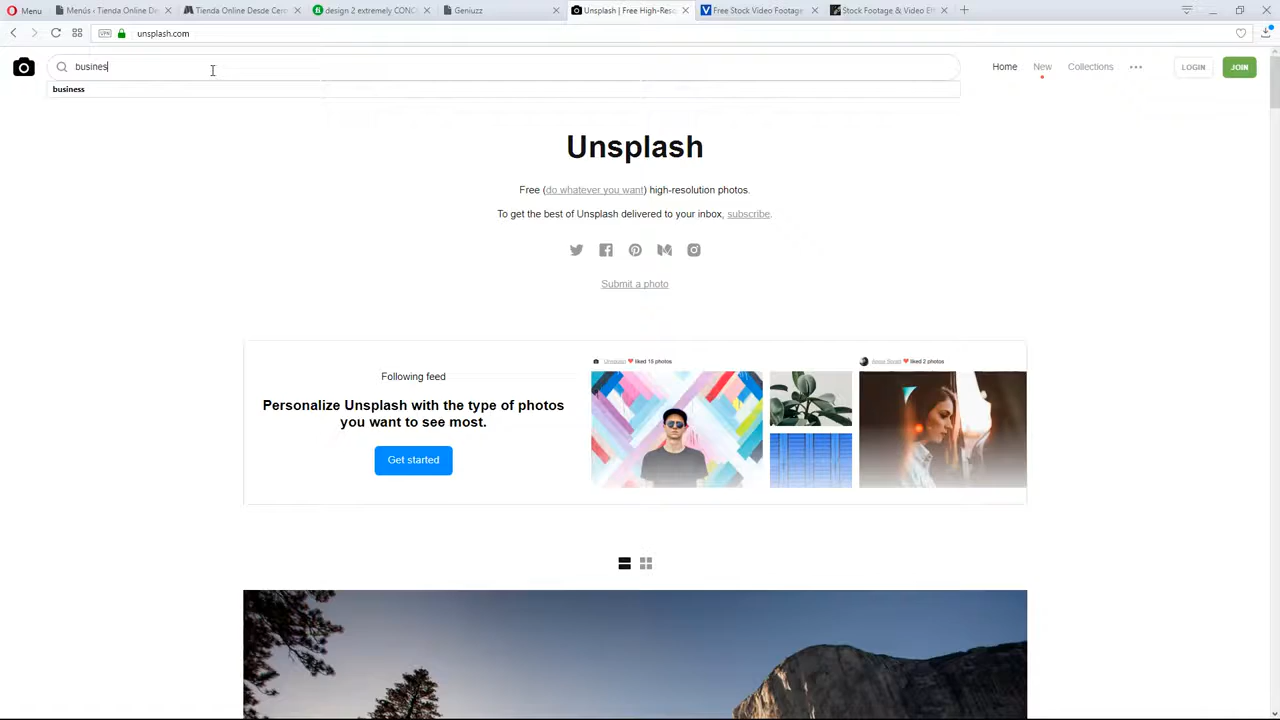 Menu
Menús ‹ Tienda Online De
Tienda Online Desde Cer
design 2 extremely CONC
Geniuzz
Unsplash | Free High-Res
Free Stock Video Footage
Stock Footage & Video Ef
VPN
unsplash.com
busines
Home
New
Collections
LOGIN
JOIN
business
Unsplash
Free (do whatever you want) high-resolution photos.
To get the best of Unsplash delivered to your inbox, subscribe.
Submit a photo
Following feed
Personalize Unsplash with the type of photos
you want to see most.
Get started
Unsplash liked 15 photos
liked 2 photos